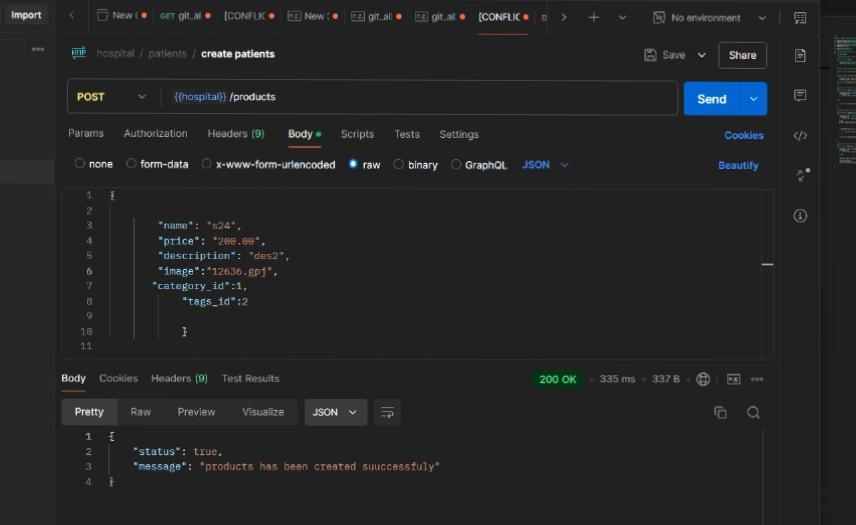 Import
New
GET git_al
[CONFLIC
New
git_all
git_all
[CONFLIC
No environment
HTTP hospital / patients / create patients
Save
Share
POST
{{hospital}} /products
Send
Params Authorization Headers (9) Body Scripts Tests Settings
Cookies
none form-data x-www-form-urlencoded raw binary GraphQL JSON
Beautify
1 {
2
3 "name": "s24",
4 "price": "200.00",
5 "description": "des2",
6 "image":"12636.gpj",
7 "category_id":1,
8 "tags_id":2
9
10 }
11
Body Cookies Headers (9) Test Results
200 OK 335 ms 337 B
Pretty Raw Preview Visualize JSON
1 {
2 "status": true,
3 "message": "products has been created suuccessfuly"
4 }